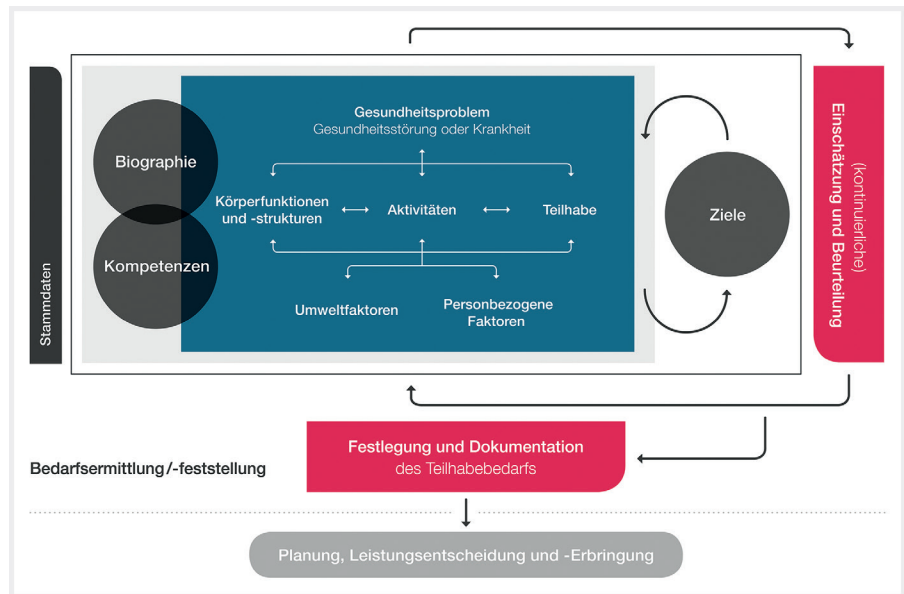 Stammdaten
Biographie
Kompetenzen
Gesundheitsproblem
Gesundheitsstörung oder Krankheit
Körperfunktionen
und -strukturen
Aktivitäten
Teilhabe
Umweltfaktoren
Personbezogene
Faktoren
Ziele
(kontinuierliche)
Einschätzung und Beurteilung
Bedarfsermittlung/-feststellung
Festlegung und Dokumentation
des Teilhabebedarfs
Planung, Leistungsentscheidung und -Erbringung